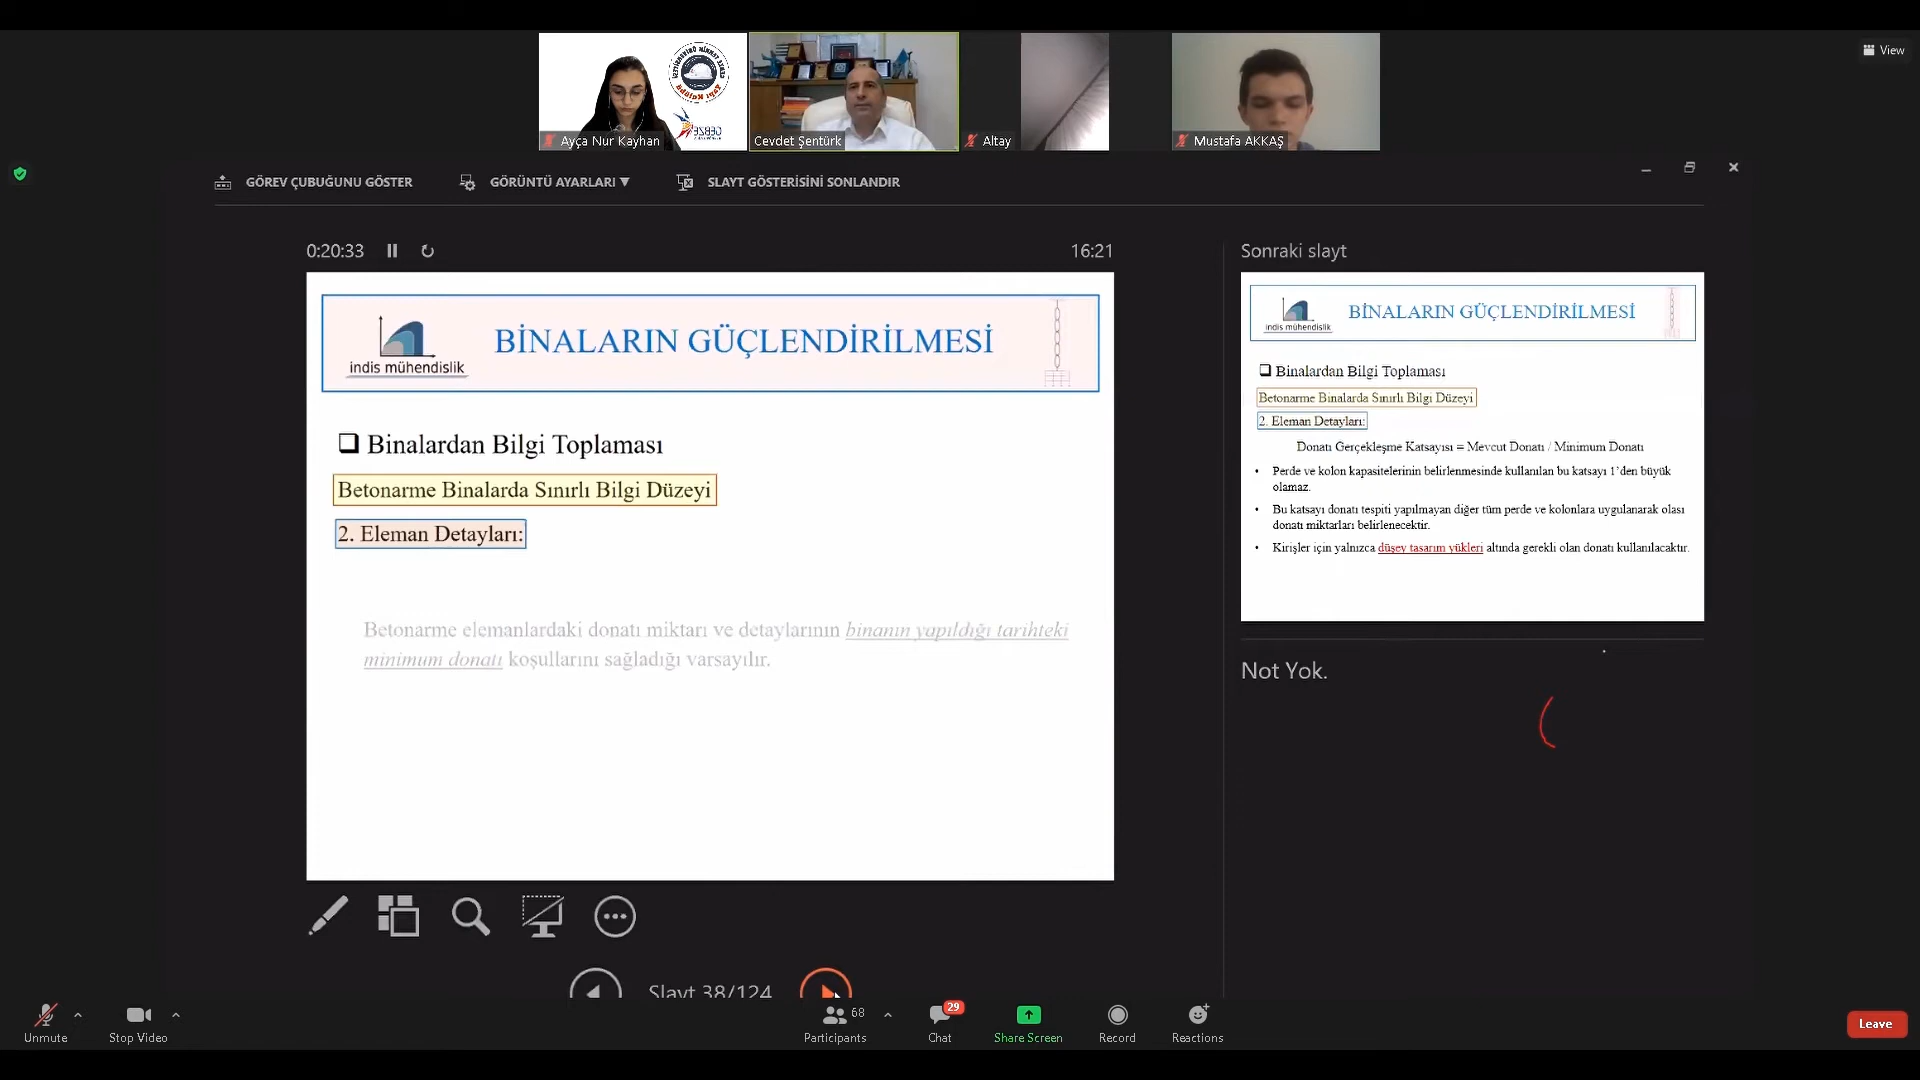 View
Ayça Nur Kayhan
Cevdet Şentürk
Altay
Mustafa AKKAŞ
GÖREV ÇUBUĞUNU GÖSTER
GÖRÜNTÜ AYARLARI ▼
SLAYT GÖSTERİSİNİ SONLANDIR
0:20:33
16:21
indis mühendislik
BİNALARIN GÜÇLENDİRİLMESİ
❑ Binalardan Bilgi Toplaması
Betonarme Binalarda Sınırlı Bilgi Düzeyi
2. Eleman Detayları:
Betonarme elemanlardaki donatı miktarı ve detaylarının binanın yapıldığı tarihteki
minimum donatı koşullarını sağladığı varsayılır.
Slayt 38/124
Sonraki slayt
indis mühendislik
BİNALARIN GÜÇLENDİRİLMESİ
❑ Binalardan Bilgi Toplaması
Betonarme Binalarda Sınırlı Bilgi Düzeyi
2. Eleman Detayları:
Donatı Gerçekleşme Katsayısı = Mevcut Donatı / Minimum Donatı
• Perde ve kolon kapasitelerinin belirlenmesinde kullanılan bu katsayı 1’den büyük
olamaz.
• Bu katsayı donatı tespiti yapılmayan diğer tüm perde ve kolonlara uygulanarak olası
donatı miktarları belirlenecektir.
• Kirişler için yalnızca düşey tasarım yükleri altında gerekli olan donatı kullanılacaktır.
Not Yok.
Unmute
Stop Video
68
Participants
29
Chat
Share Screen
Record
Reactions
Leave